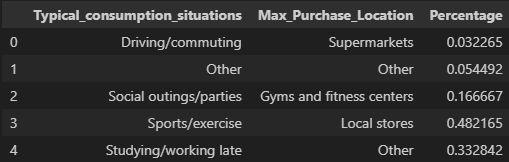 Typical_consumption_situations Max_Purchase_Location Percentage
0 Driving/commuting Supermarkets 0.032265
1 Other Other 0.054492
2 Social outings/parties Gyms and fitness centers 0.166667
3 Sports/exercise Local stores 0.482165
4 Studying/working late Other 0.332842